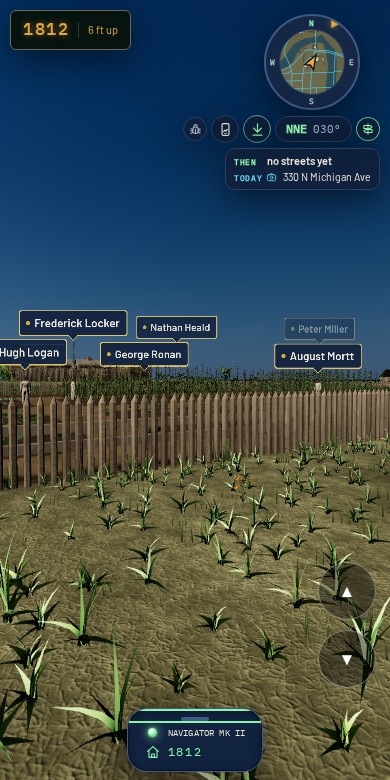 1812
6 ft up
N
W
E
S
NNE 030°
THEN no streets yet
TODAY 330 N Michigan Ave
Frederick Locker
Nathan Heald
Peter Miller
Hugh Logan
George Ronan
August Mortt
NAVIGATOR MK II
1812